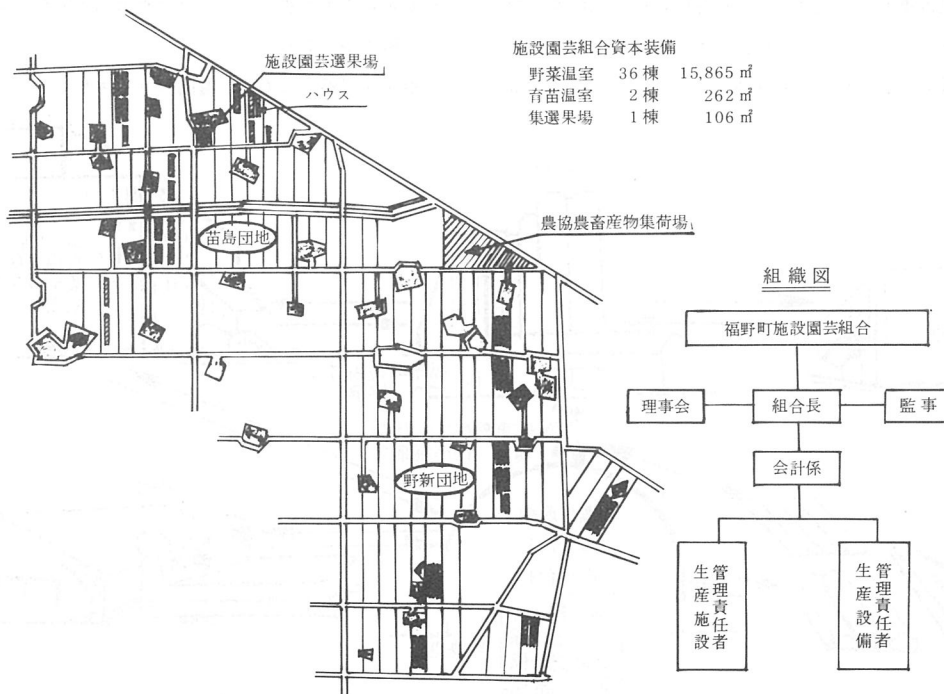 施設園芸選果場
ハウス
施設園芸組合資本装備
野菜温室 36棟 15,865㎡
育苗温室 2棟 262㎡
集選果場 1棟 106㎡
農協農畜産物集荷場
苗島団地
野新団地
組織図
福野町施設園芸組合
理事会
組合長
監事
会計係
生産施設
管理責任者
生産設備
管理責任者